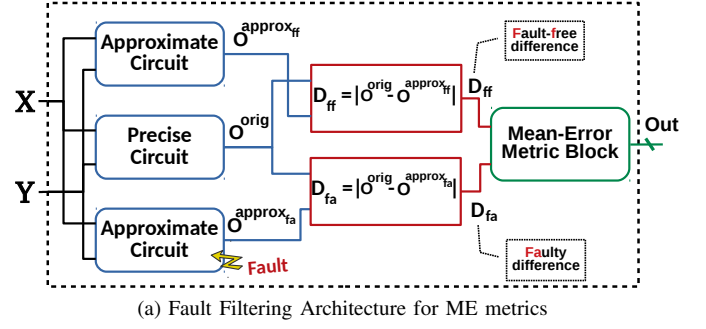 X
Y
Approximate
Circuit
O^approx_ff
Precise
Circuit
O^orig
Approximate
Circuit
O^approx_fa
Fault
D_ff = |O^orig - O^approx_ff|
D_fa = |O^orig - O^approx_fa|
D_ff
Fault-free
difference
D_fa
Faulty
difference
Mean-Error
Metric Block
Out
(a) Fault Filtering Architecture for ME metrics